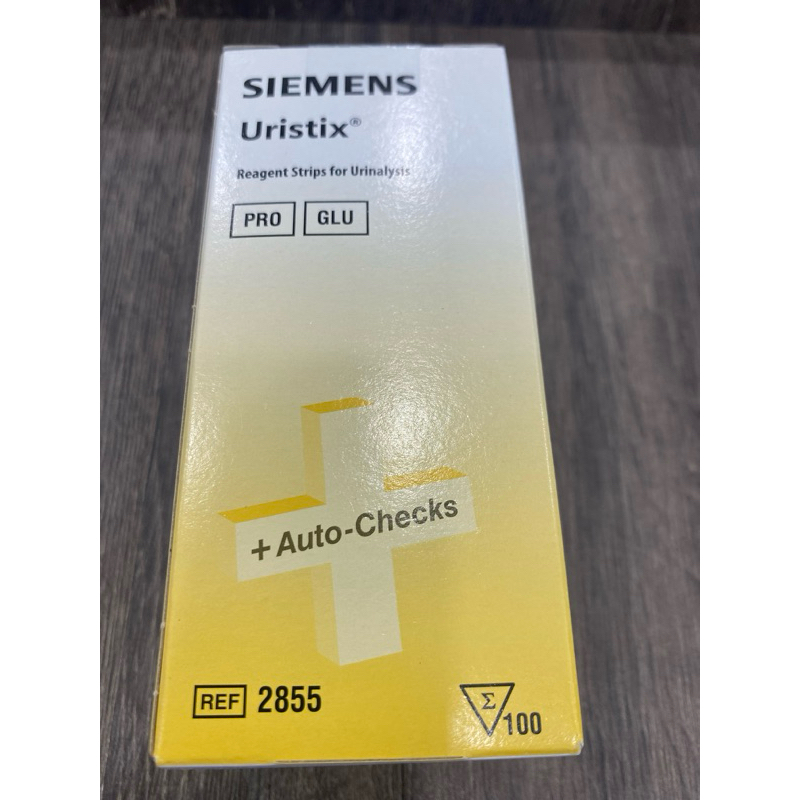 SIEMENS
Uristix®
Reagent Strips for Urinalysis
PRO GLU
+Auto-Checks
REF 2855
Σ 100